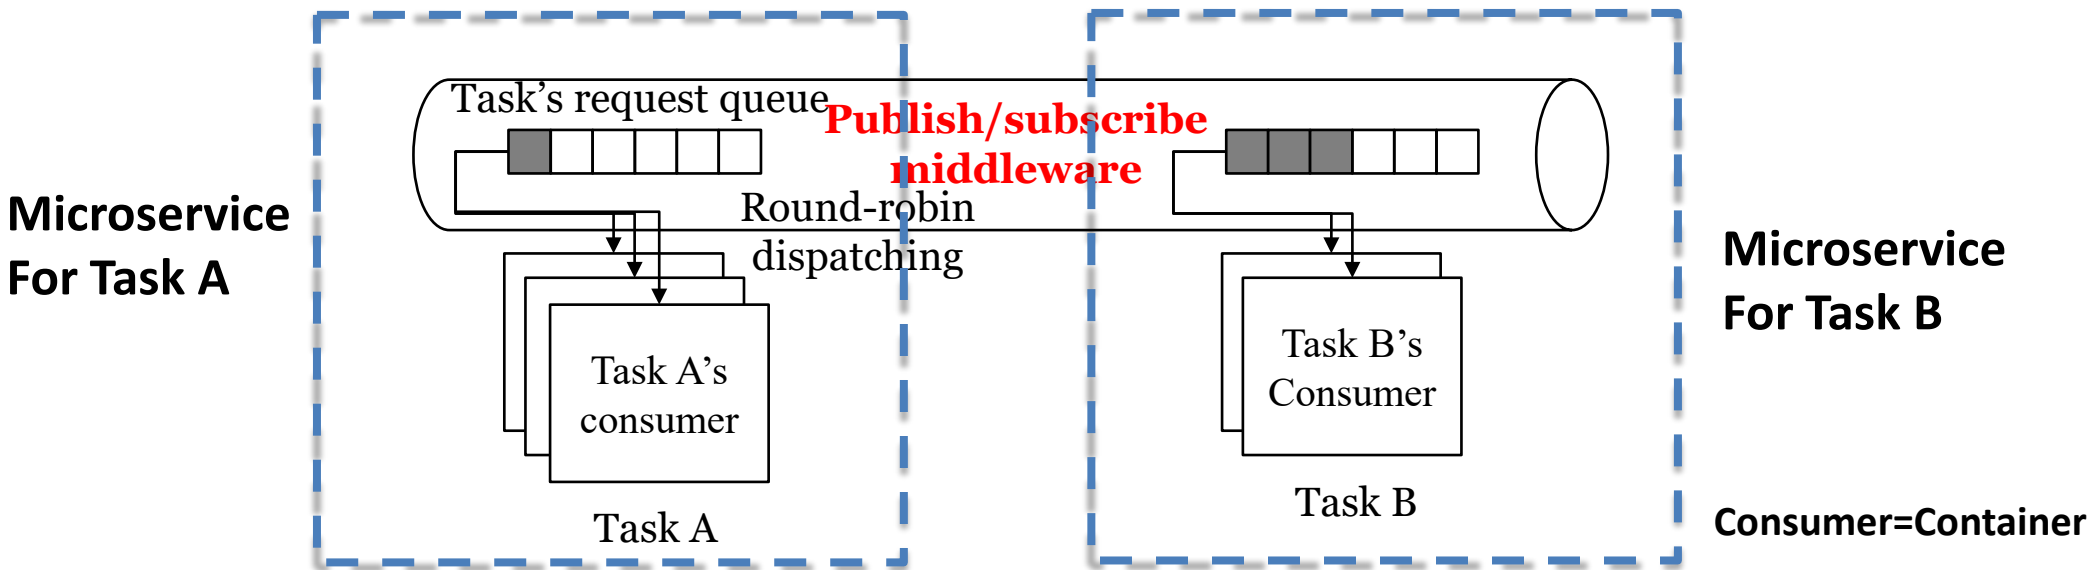 Task’s request queue
Publish/subscribe
middleware
Round-robin
dispatching
Microservice
For Task A
Task A’s
consumer
Task A
Task B’s
Consumer
Task B
Microservice
For Task B
Consumer=Container